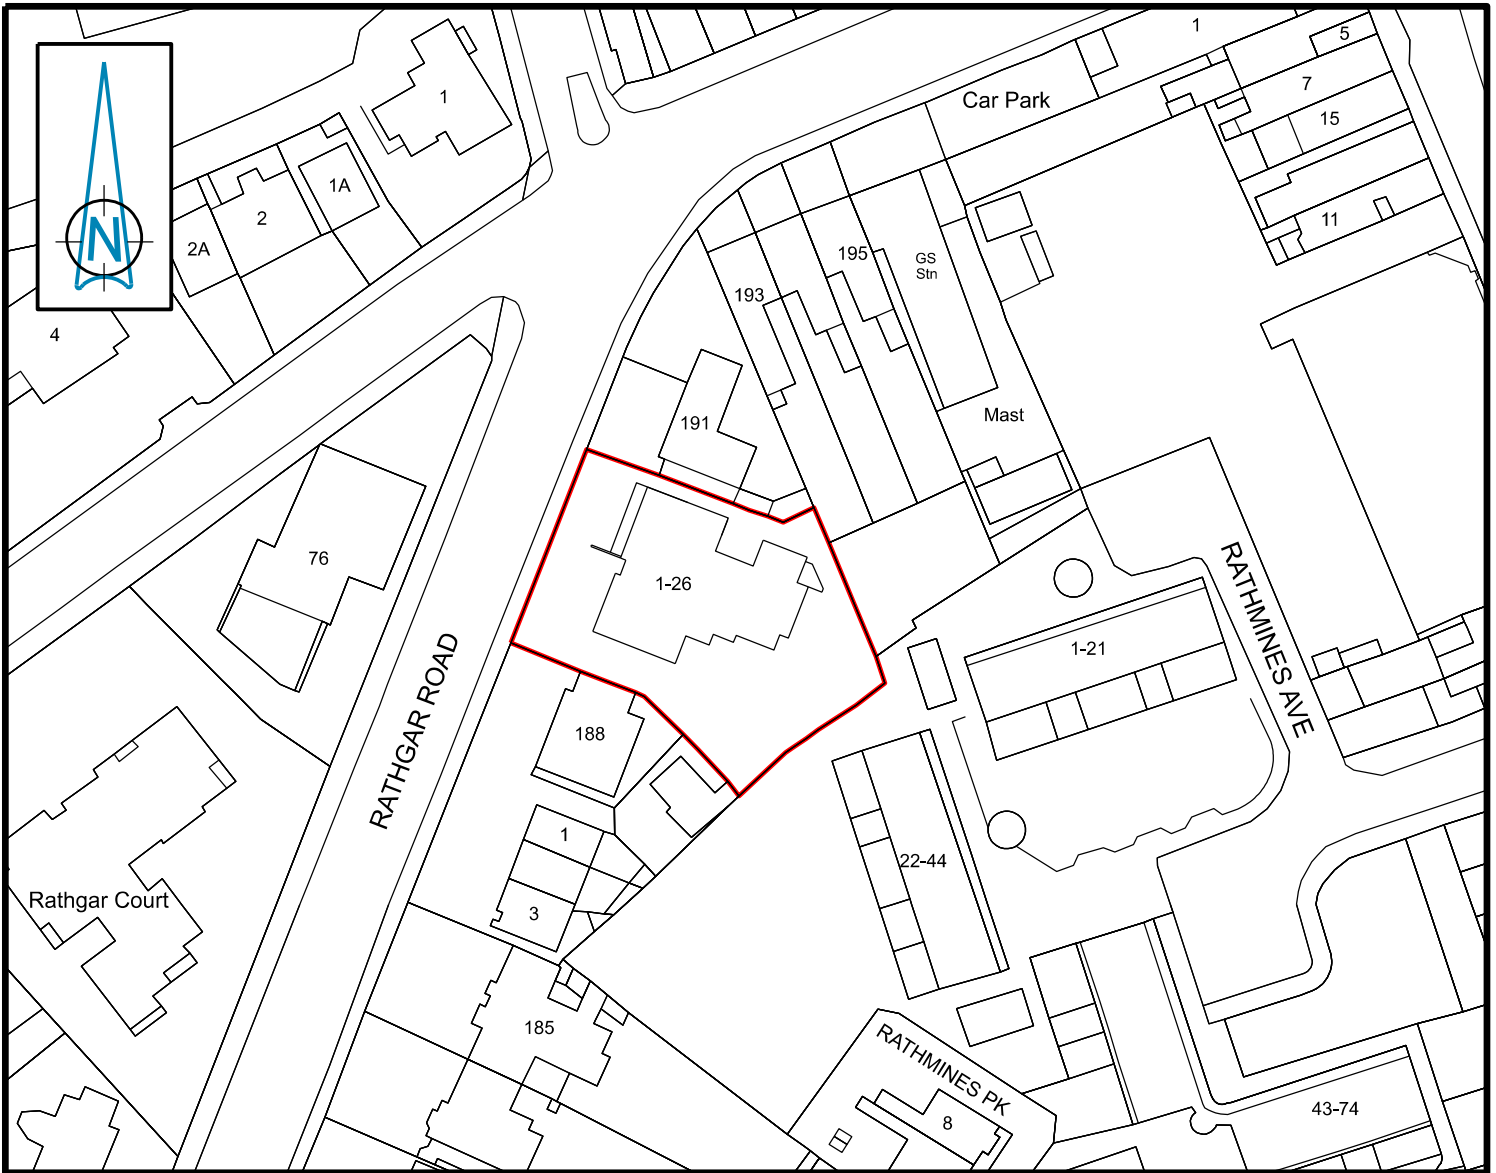 1
5
Car Park
7
1
15
1A
2
11
2A
N
195
GS
Stn
193
4
Mast
191
76
1-26
RATHMINES AVE
1-21
RATHGAR ROAD
188
1
22-44
Rathgar Court
3
185
RATHMINES PK
8
43-74